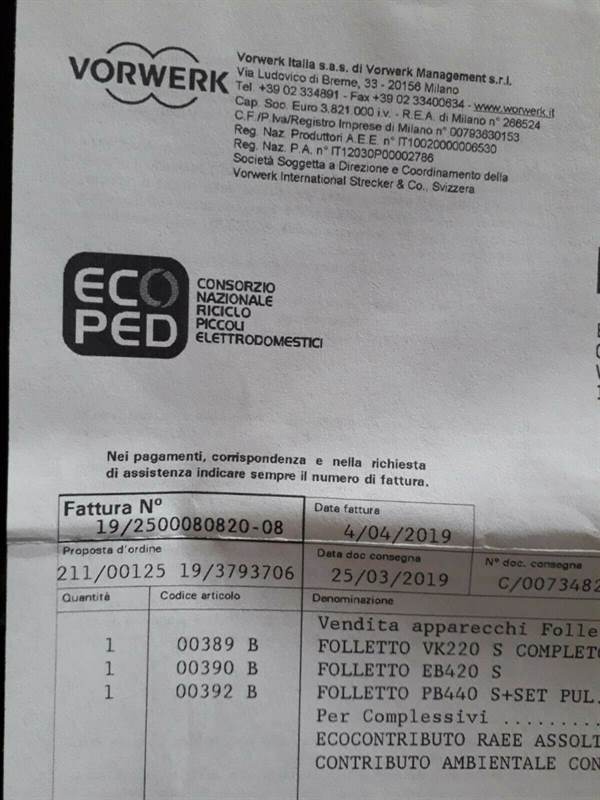 VORWERK
Vorwerk Italia s.a.s. di Vorwerk Management s.r.l.
Via Ludovico di Breme, 33 - 20156 Milano
Tel. +39 02 334891 - Fax +39 02 33400634 - www.vorwerk.it
Cap. Soc. Euro 3.821.000 i.v. - R.E.A. di Milano n° 266524
C.F./P.Iva/Registro Imprese di Milano n° 00793630153
Reg. Naz. Produttori A.E.E. n° IT10020000006530
Reg. Naz. P.A. n° IT12030P00002786
Società Soggetta a Direzione e Coordinamento della
Vorwerk International Strecker & Co., Svizzera
ECO
PED
CONSORZIO
NAZIONALE
RICICLO
PICCOLI
ELETTRODOMESTICI
Nei pagamenti, corrispondenza e nella richiesta
di assistenza indicare sempre il numero di fattura.
Fattura N° Data fattura
19/2500080820-08 4/04/2019
Proposta d'ordine Data doc consegna N° doc. consegna
211/00125 19/3793706 25/03/2019 C/0073482
Quantità Codice articolo Denominazione
Vendita apparecchi Folle
1 00389 B FOLLETTO VK220 S COMPLETO
1 00390 B FOLLETTO EB420 S
1 00392 B FOLLETTO PB440 S+SET PUL.
Per Complessivi .........
ECOCONTRIBUTO RAEE ASSOLT
CONTRIBUTO AMBIENTALE CON